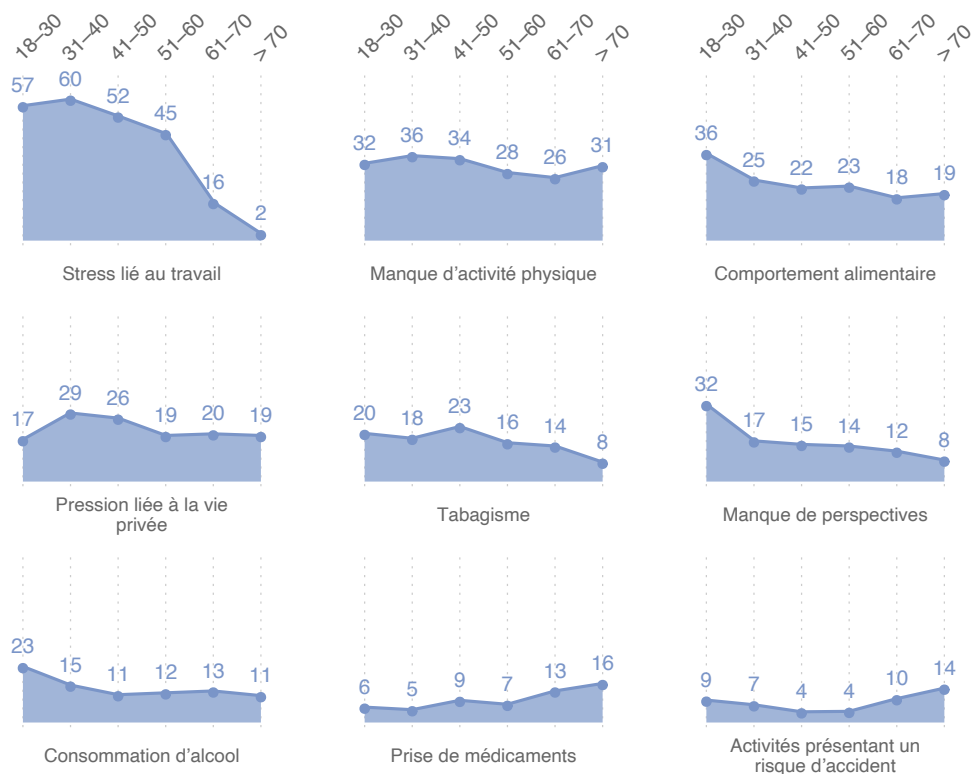 18–30 31–40 41–50 51–60 61–70 > 70
18–30 31–40 41–50 51–60 61–70 > 70
18–30 31–40 41–50 51–60 61–70 > 70
57 60 52 45 16 2
32 36 34 28 26 31
36 25 22 23 18 19
Stress lié au travail
Manque d’activité physique
Comportement alimentaire
17 29 26 19 20 19
20 18 23 16 14 8
32 17 15 14 12 8
Pression liée à la vie
privée
Tabagisme
Manque de perspectives
23 15 11 12 13 11
6 5 9 7 13 16
9 7 4 4 10 14
Consommation d’alcool
Prise de médicaments
Activités présentant un
risque d’accident